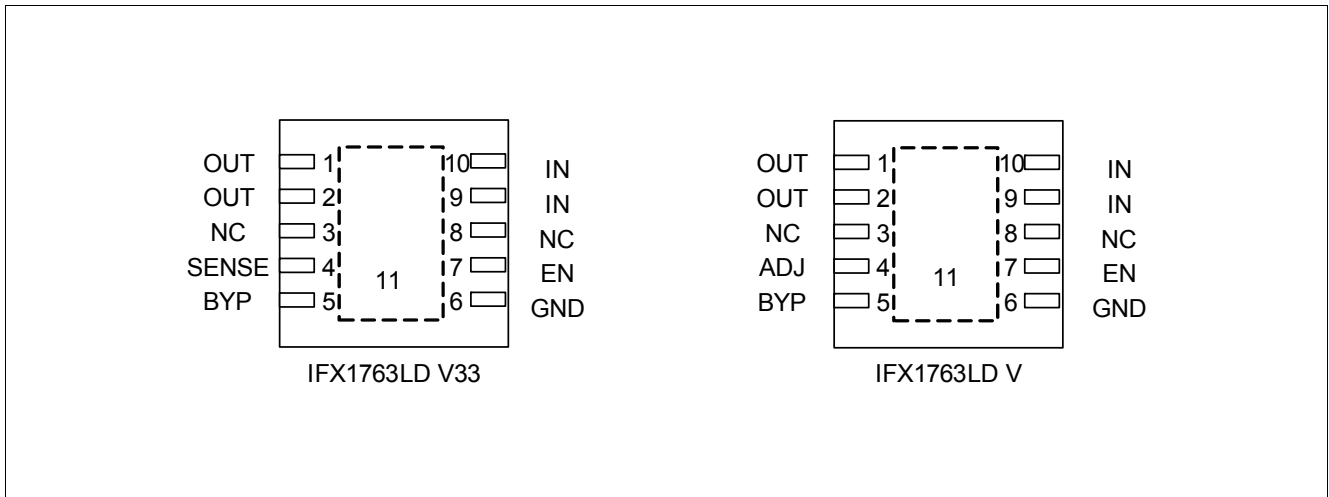 OUT 1 10 IN
OUT 2 9 IN
NC 3 8 NC
SENSE 4 7 EN
BYP 5 6 GND
11
IFX1763LD V33
OUT 1 10 IN
OUT 2 9 IN
NC 3 8 NC
ADJ 4 7 EN
BYP 5 6 GND
11
IFX1763LD V